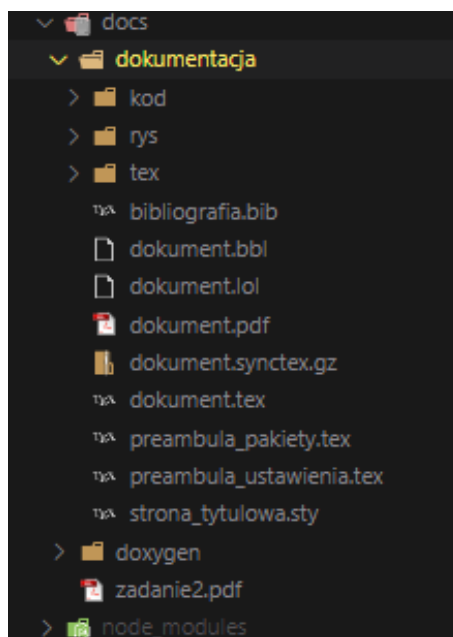 docs
dokumentacja
kod
rys
tex
bibliografia.bib
dokument.bbl
dokument.lol
dokument.pdf
dokument.synctex.gz
dokument.tex
preambula_pakiety.tex
preambula_ustawienia.tex
strona_tytulowa.sty
doxygen
zadanie2.pdf
node_modules